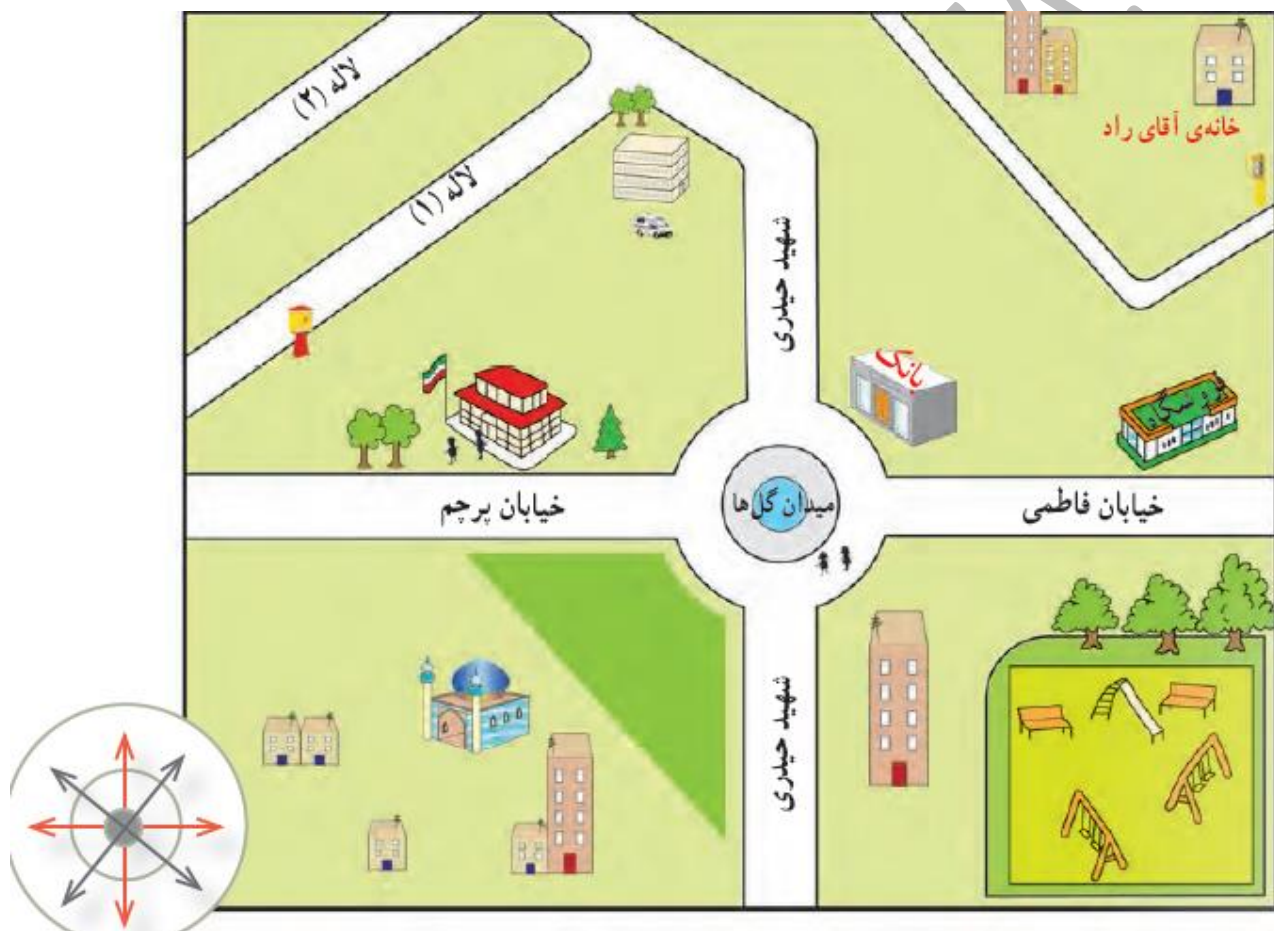 لاله (۲)
لاله (۱)
خانه‌ی آقای راد
شهید حیدری
بانک
فروشگاه
خیابان پرچم
میدان گل‌ها
خیابان فاطمی
شهید حیدری